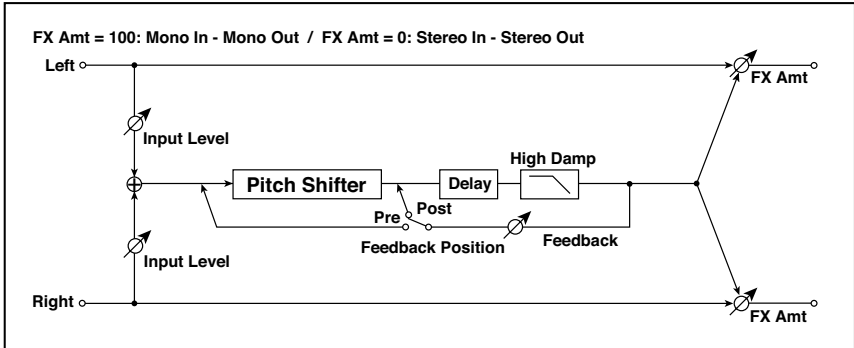 FX Amt = 100: Mono In - Mono Out / FX Amt = 0: Stereo In - Stereo Out
Left
FX Amt
Input Level
High Damp
Pitch Shifter
Delay
Post
Pre
Feedback Position
Feedback
Input Level
Right
FX Amt